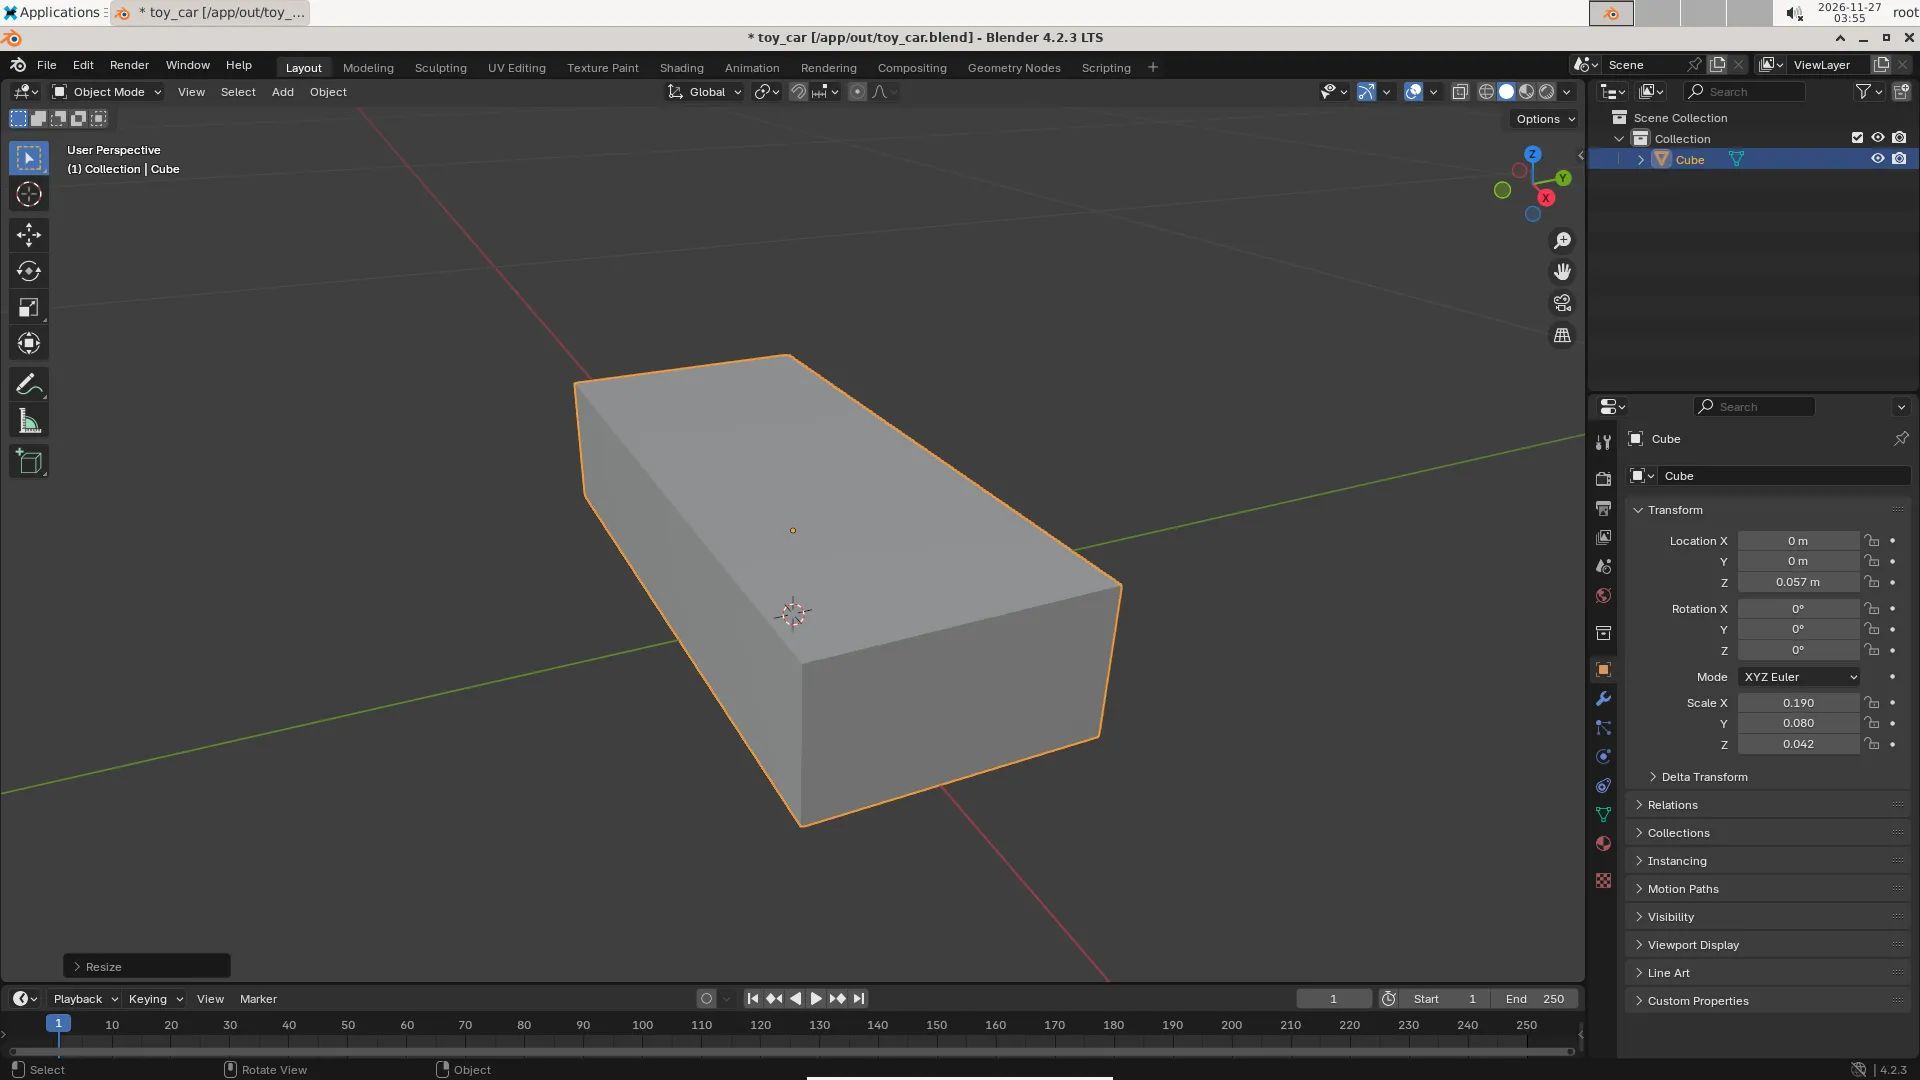 Applications
* toy_car [/app/out/toy_...
2026-11-27
03:55
root
* toy_car [/app/out/toy_car.blend] - Blender 4.2.3 LTS
File Edit Render Window Help
Layout Modeling Sculpting UV Editing Texture Paint Shading Animation Rendering Compositing Geometry Nodes Scripting
Scene
ViewLayer
Object Mode View Select Add Object
Global
Search
Options
User Perspective
(1) Collection | Cube
Z
Y
X
Scene Collection
Collection
Cube
Search
Cube
Cube
Transform
Location X 0 m
Y 0 m
Z 0.057 m
Rotation X 0°
Y 0°
Z 0°
Mode XYZ Euler
Scale X 0.190
Y 0.080
Z 0.042
Delta Transform
Relations
Collections
Instancing
Motion Paths
Visibility
Viewport Display
Line Art
Custom Properties
Resize
Playback Keying View Marker
1
Start 1
End 250
1 10 20 30 40 50 60 70 80 90 100 110 120 130 140 150 160 170 180 190 200 210 220 230 240 250
Select
Rotate View
Object
4.2.3